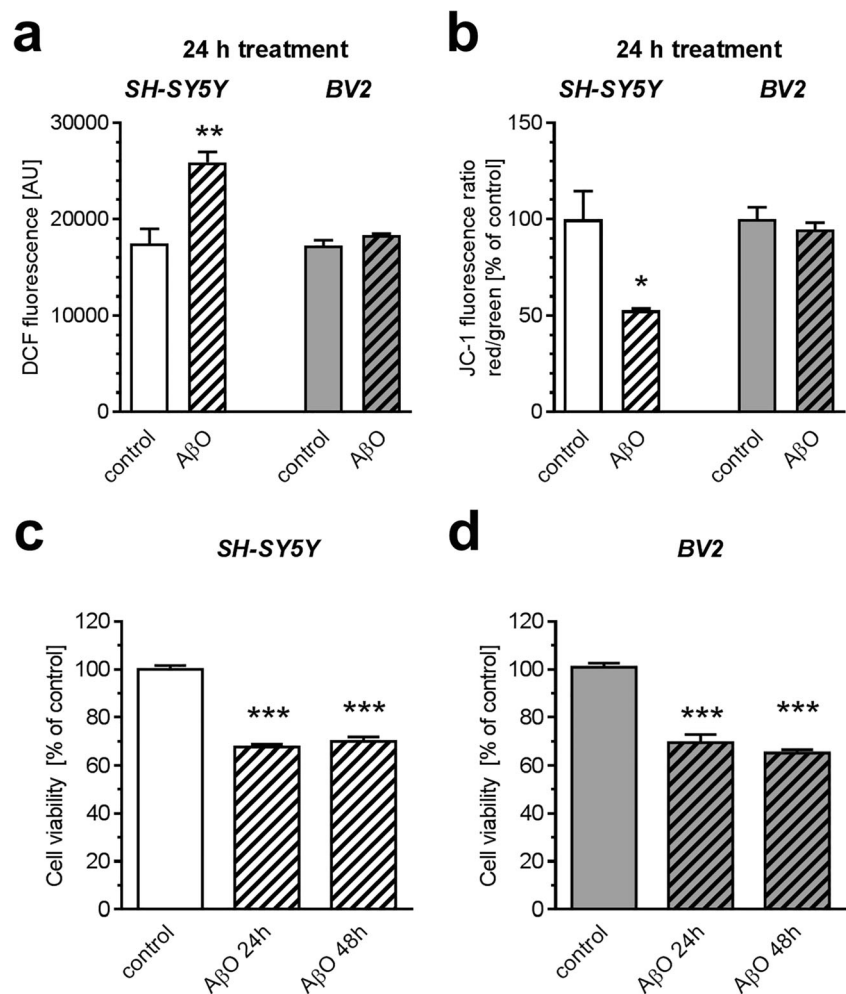 a
24 h treatment
SH-SY5Y BV2
DCF fluorescence [AU]
30000
20000
10000
0
**
control AβO control AβO
b
24 h treatment
SH-SY5Y BV2
JC-1 fluorescence ratio
red/green [% of control]
150
100
50
0
*
control AβO control AβO
c
SH-SY5Y
Cell viability [% of control]
120
100
80
60
40
20
0
*** ***
control AβO 24h AβO 48h
d
BV2
Cell viability [% of control]
120
100
80
60
40
20
0
*** ***
control AβO 24h AβO 48h